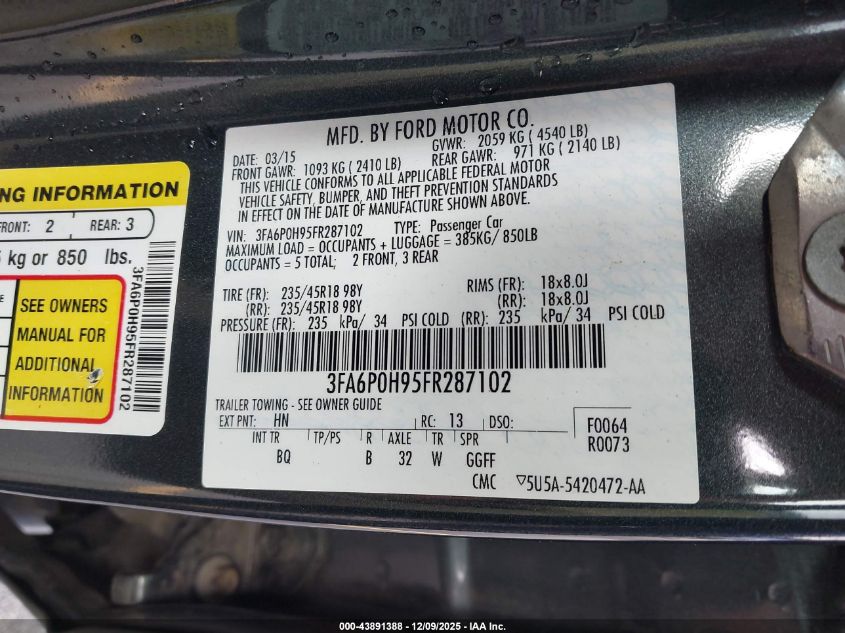 NG INFORMATION
FRONT: 2 REAR: 3
kg or 850 lbs.
SEE OWNERS
MANUAL FOR
ADDITIONAL
INFORMATION
3FA6P0H95FR287102
MFD. BY FORD MOTOR CO.
DATE: 03/15 GVWR: 2059 KG (4540 LB)
FRONT GAWR: 1093 KG (2410 LB) REAR GAWR: 971 KG (2140 LB)
THIS VEHICLE CONFORMS TO ALL APPLICABLE FEDERAL MOTOR
VEHICLE SAFETY, BUMPER, AND THEFT PREVENTION STANDARDS
IN EFFECT ON THE DATE OF MANUFACTURE SHOWN ABOVE.
VIN: 3FA6P0H95FR287102 TYPE: Passenger Car
MAXIMUM LOAD = OCCUPANTS + LUGGAGE = 385KG/ 850LB
OCCUPANTS = 5 TOTAL; 2 FRONT, 3 REAR
TIRE (FR): 235/45R18 98Y RIMS (FR): 18x8.0J
(RR): 235/45R18 98Y (RR): 18x8.0J
PRESSURE (FR): 235 kPa/ 34 PSI COLD (RR): 235 kPa/ 34 PSI COLD
3FA6P0H95FR287102
TRAILER TOWING - SEE OWNER GUIDE
EXT PNT: HN RC: 13 DSO: F0064
R0073
INT TR TP/PS R AXLE TR SPR
BQ B 32 W GGFF
CMC ▽5U5A-5420472-AA
000-43891388 | 12/09/2025 | IAA Inc.